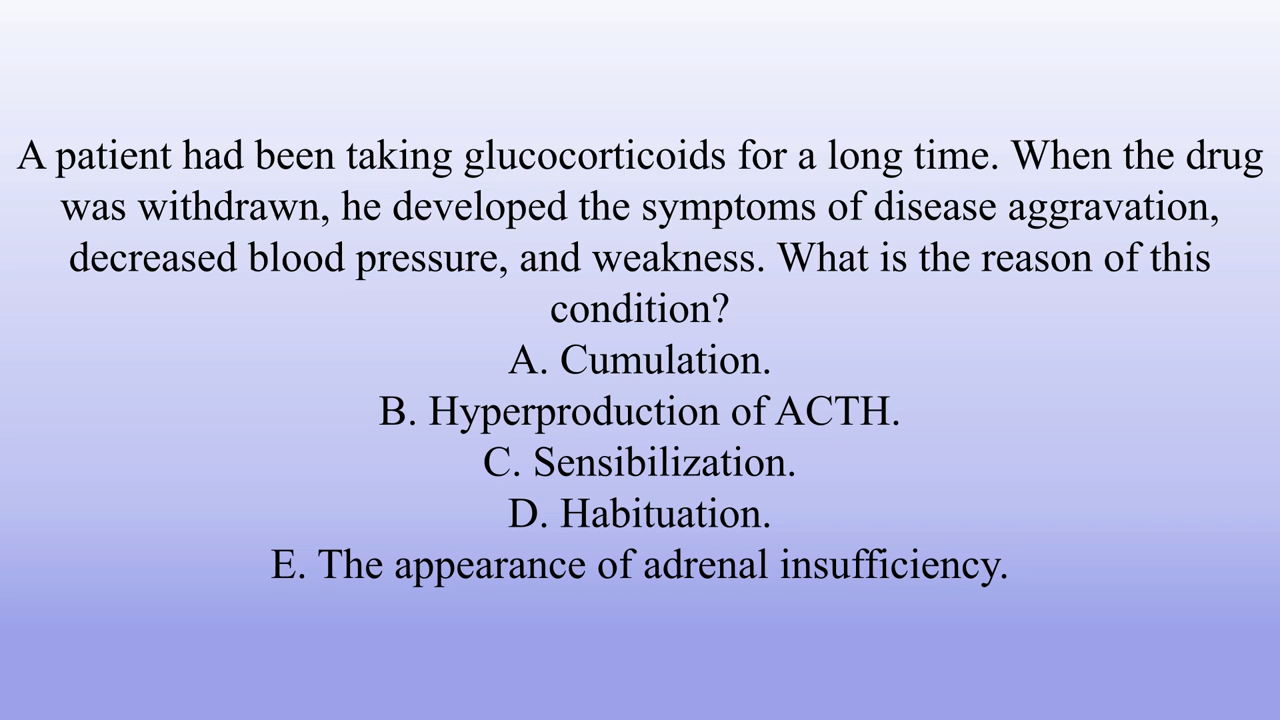 A patient had been taking glucocorticoids for a long time. When the drug
was withdrawn, he developed the symptoms of disease aggravation,
decreased blood pressure, and weakness. What is the reason of this
condition?
A. Cumulation.
B. Hyperproduction of ACTH.
C. Sensibilization.
D. Habituation.
E. The appearance of adrenal insufficiency.